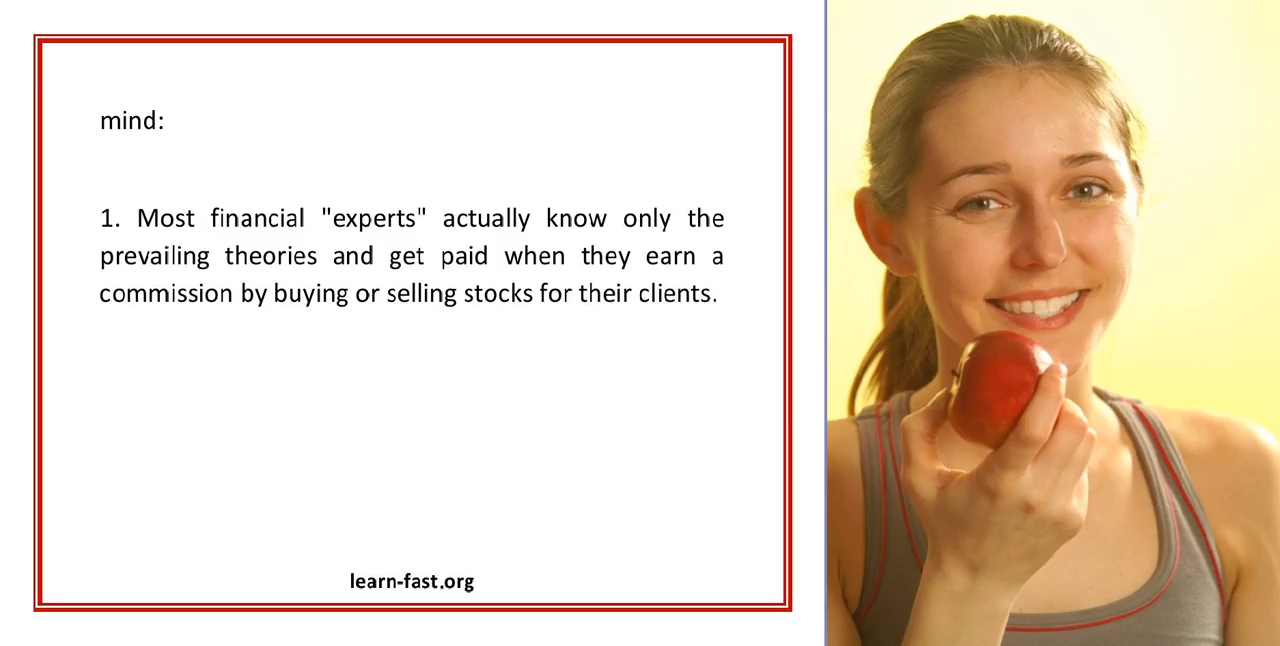 mind:
1. Most financial "experts" actually know only the
prevailing theories and get paid when they earn a
commission by buying or selling stocks for their clients.
learn-fast.org